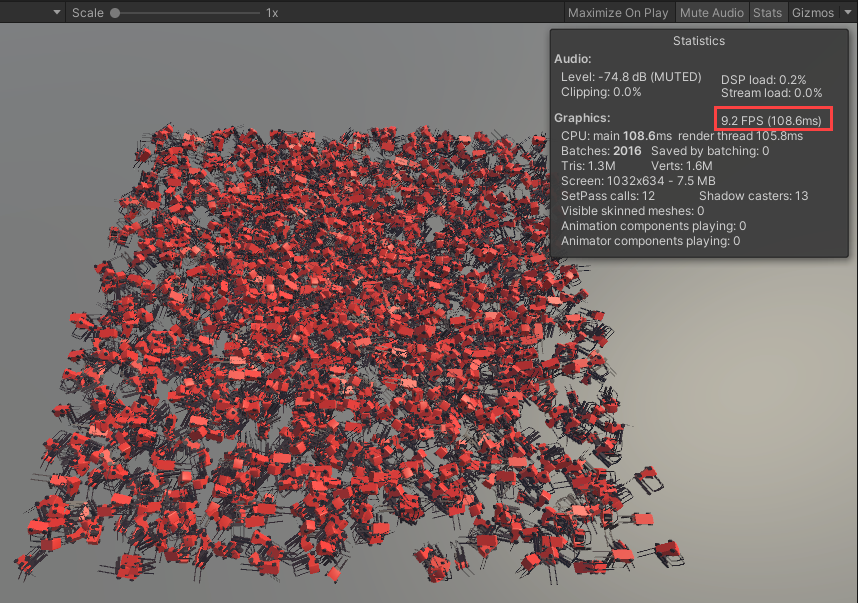 Scale 1x Maximize On Play Mute Audio Stats Gizmos
Statistics
Audio:
Level: -74.8 dB (MUTED) DSP load: 0.2%
Clipping: 0.0% Stream load: 0.0%
Graphics: 9.2 FPS (108.6ms)
CPU: main 108.6ms render thread 105.8ms
Batches: 2016 Saved by batching: 0
Tris: 1.3M Verts: 1.6M
Screen: 1032x634 - 7.5 MB
SetPass calls: 12 Shadow casters: 13
Visible skinned meshes: 0
Animation components playing: 0
Animator components playing: 0